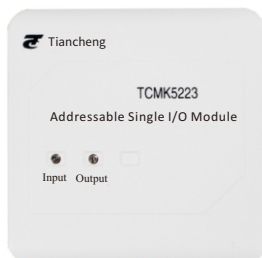 Tiancheng
TCMK5223
Addressable Single I/O Module
Input Output